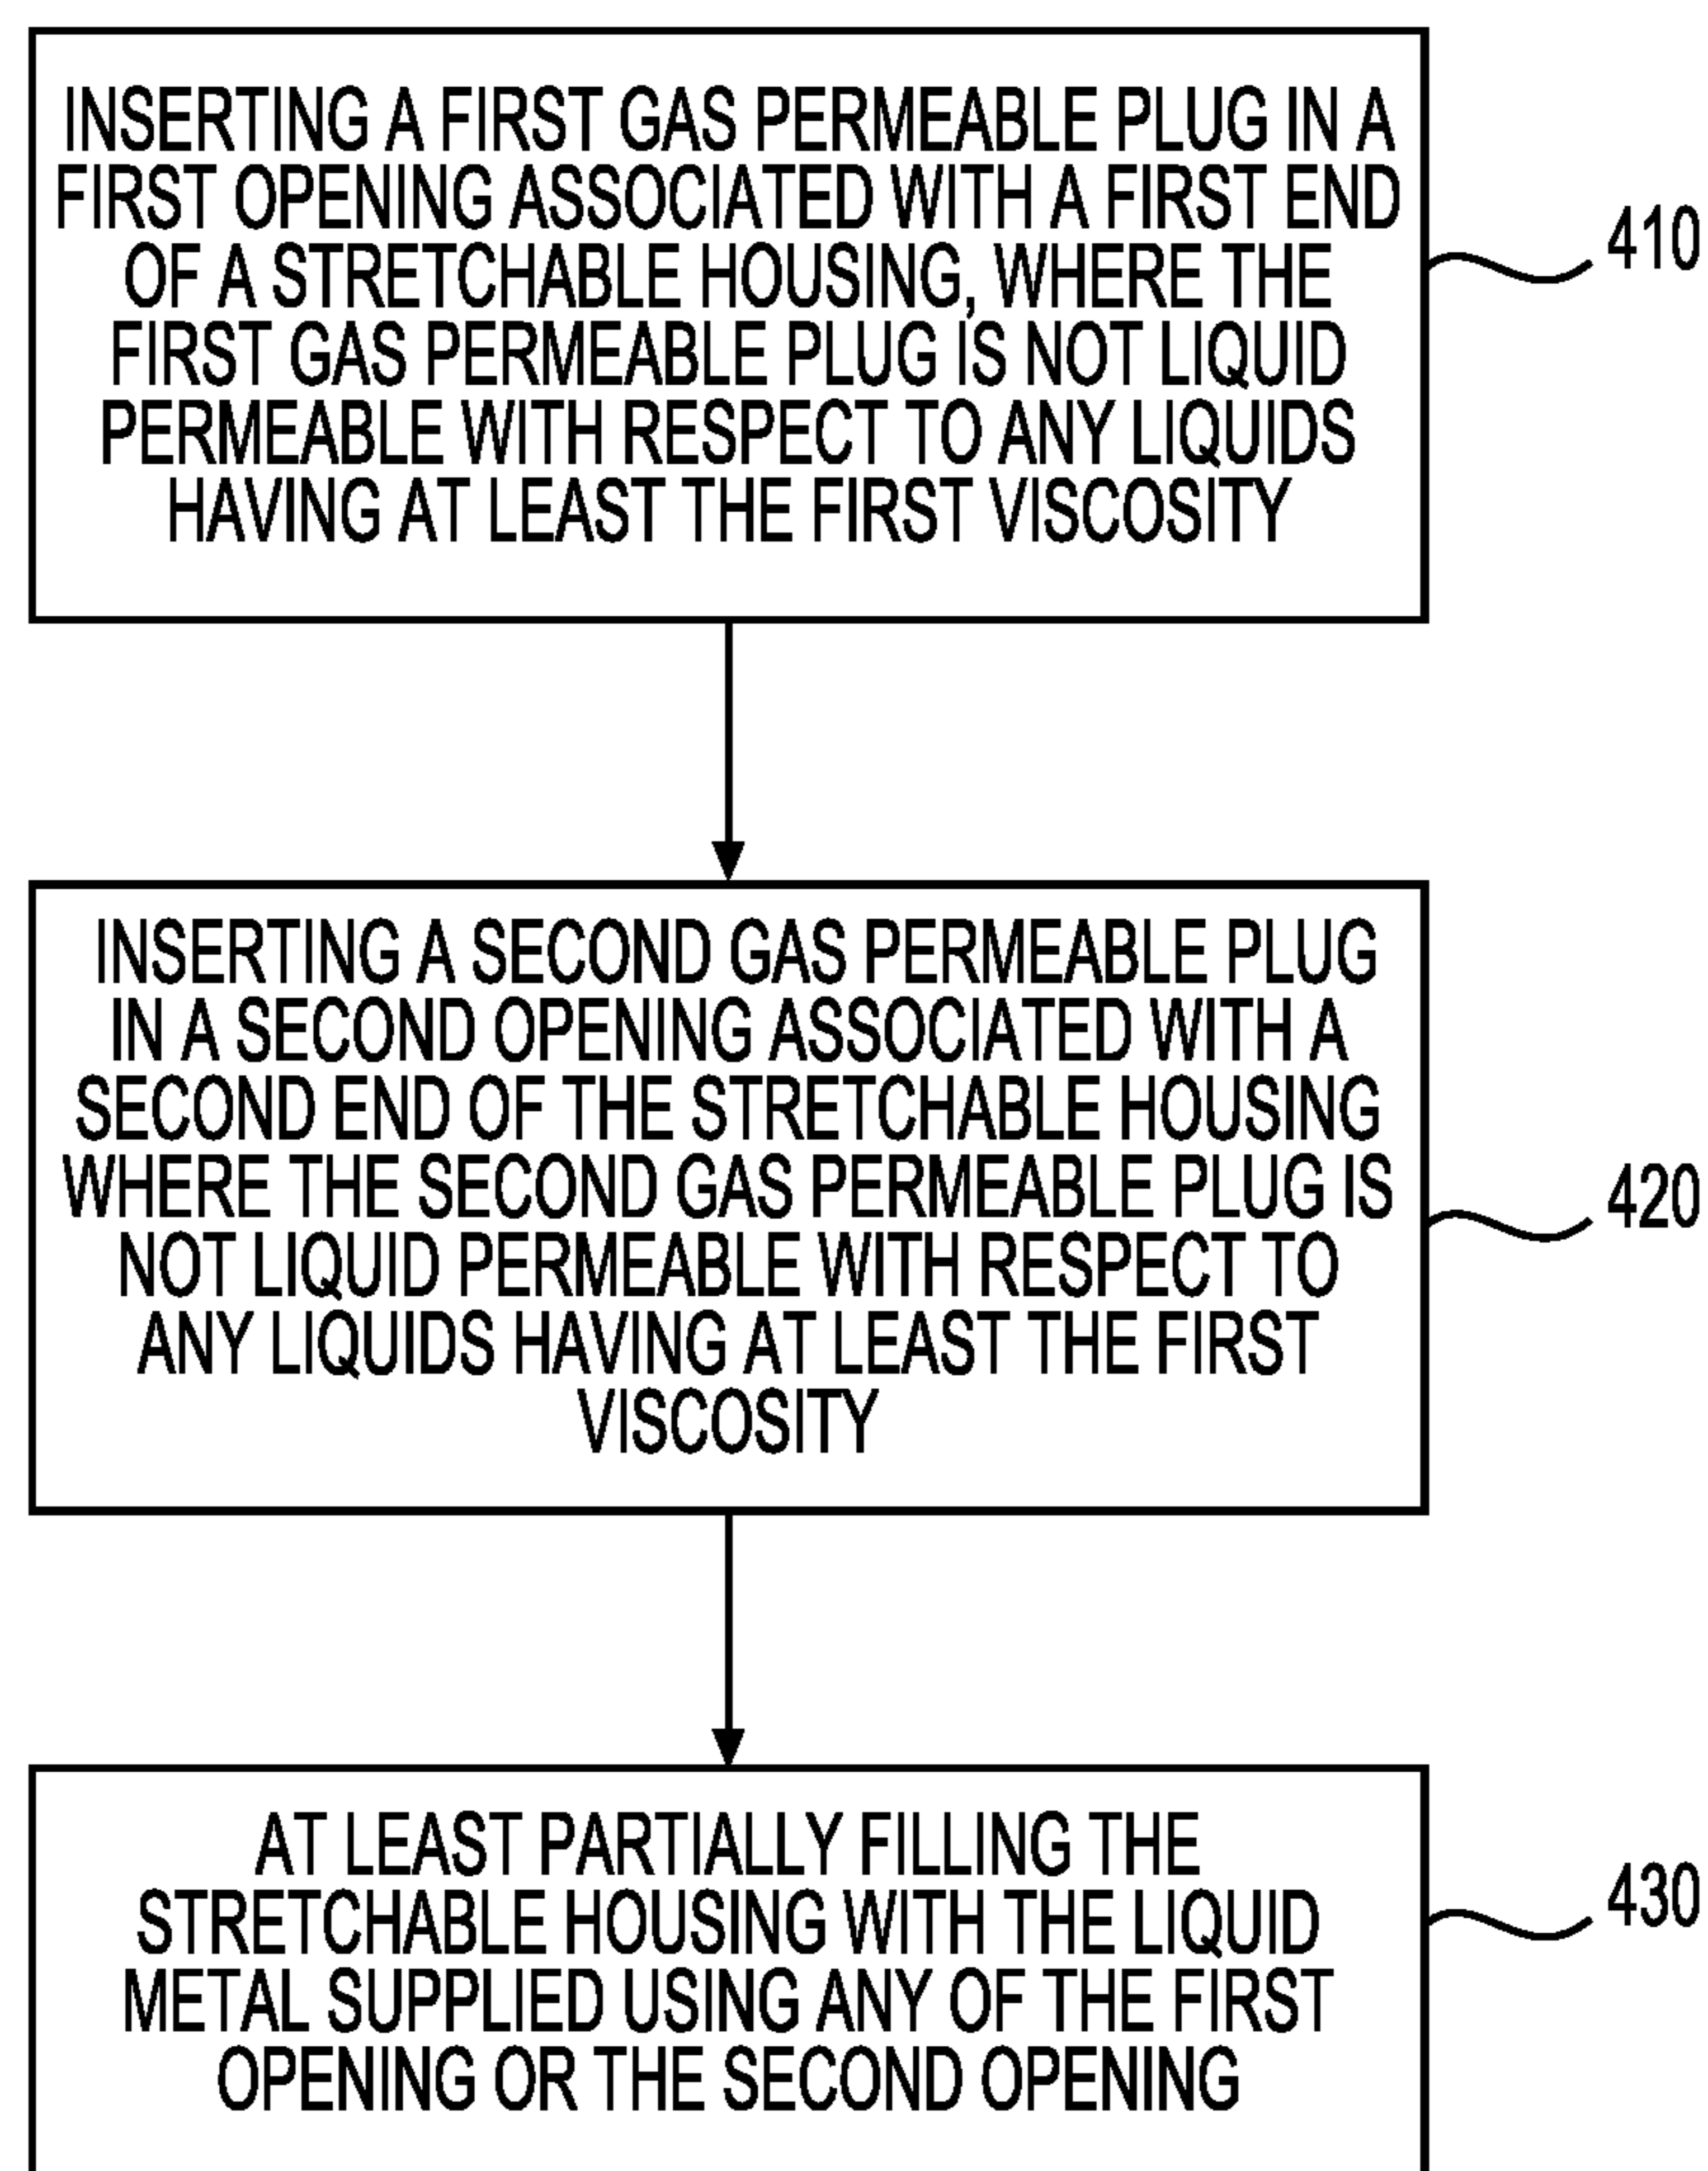 INSERTING A FIRST GAS PERMEABLE PLUG IN A
FIRST OPENING ASSOCIATED WITH A FIRST END
OF A STRETCHABLE HOUSING, WHERE THE
FIRST GAS PERMEABLE PLUG IS NOT LIQUID
PERMEABLE WITH RESPECT TO ANY LIQUIDS
HAVING AT LEAST THE FIRST VISCOSITY
410
INSERTING A SECOND GAS PERMEABLE PLUG
IN A SECOND OPENING ASSOCIATED WITH A
SECOND END OF THE STRETCHABLE HOUSING
WHERE THE SECOND GAS PERMEABLE PLUG IS
NOT LIQUID PERMEABLE WITH RESPECT TO
ANY LIQUIDS HAVING AT LEAST THE FIRST
VISCOSITY
420
AT LEAST PARTIALLY FILLING THE
STRETCHABLE HOUSING WITH THE LIQUID
METAL SUPPLIED USING ANY OF THE FIRST
OPENING OR THE SECOND OPENING
430